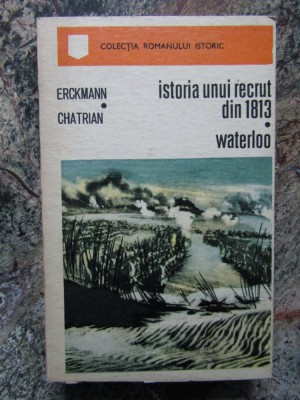 COLECȚIA ROMANULUI ISTORIC
ERCKMANN
CHATRIAN
istoria unui recrut
din 1813
waterloo